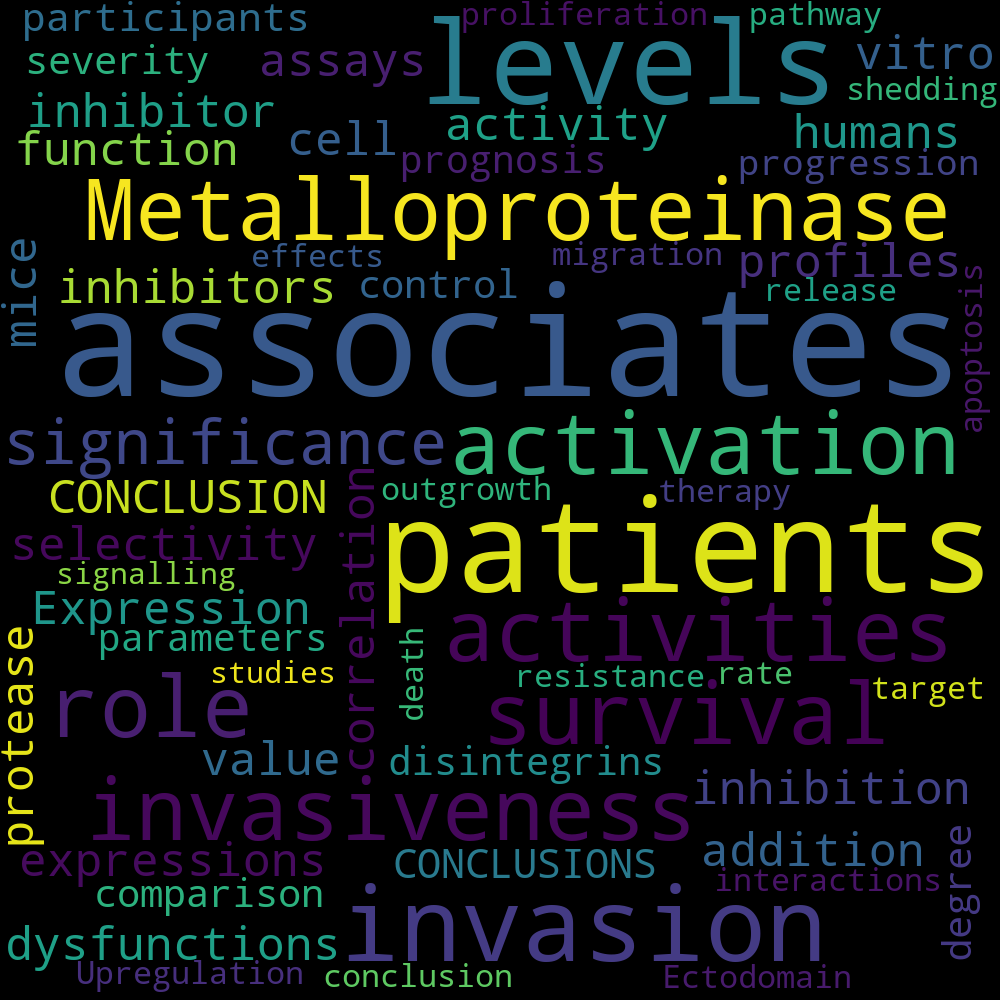 participants
proliferation
pathway
levels
severity
assays
vitro
shedding
inhibitor
activity
humans
function
cell
prognosis
progression
Metalloproteinase
mice
effects
migration
profiles
inhibitors
control
release
apoptosis
associates
significance
activation
CONCLUSION
outgrowth
therapy
correlation
patients
selectivity
signalling
Expression
activities
parameters
protease
death
studies
resistance
rate
target
role
survival
value
disintegrins
invasiveness
inhibition
expressions
CONCLUSIONS
addition
degree
comparison
interactions
invasion
dysfunctions
Upregulation
conclusion
Ectodomain